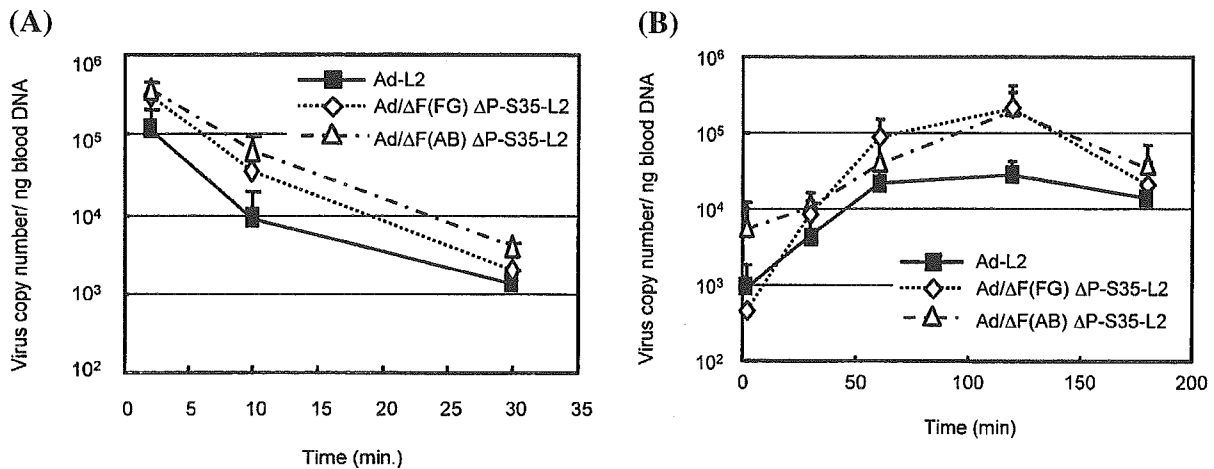 (A)
Virus copy number/ ng blood DNA
10⁶
10⁵
10⁴
10³
10²
0 5 10 15 20 25 30 35
Time (min.)
Ad-L2
Ad/ΔF(FG) ΔP-S35-L2
Ad/ΔF(AB) ΔP-S35-L2
(B)
Virus copy number/ ng blood DNA
10⁶
10⁵
10⁴
10³
10²
0 50 100 150 200
Time (min)
Ad-L2
Ad/ΔF(FG) ΔP-S35-L2
Ad/ΔF(AB) ΔP-S35-L2